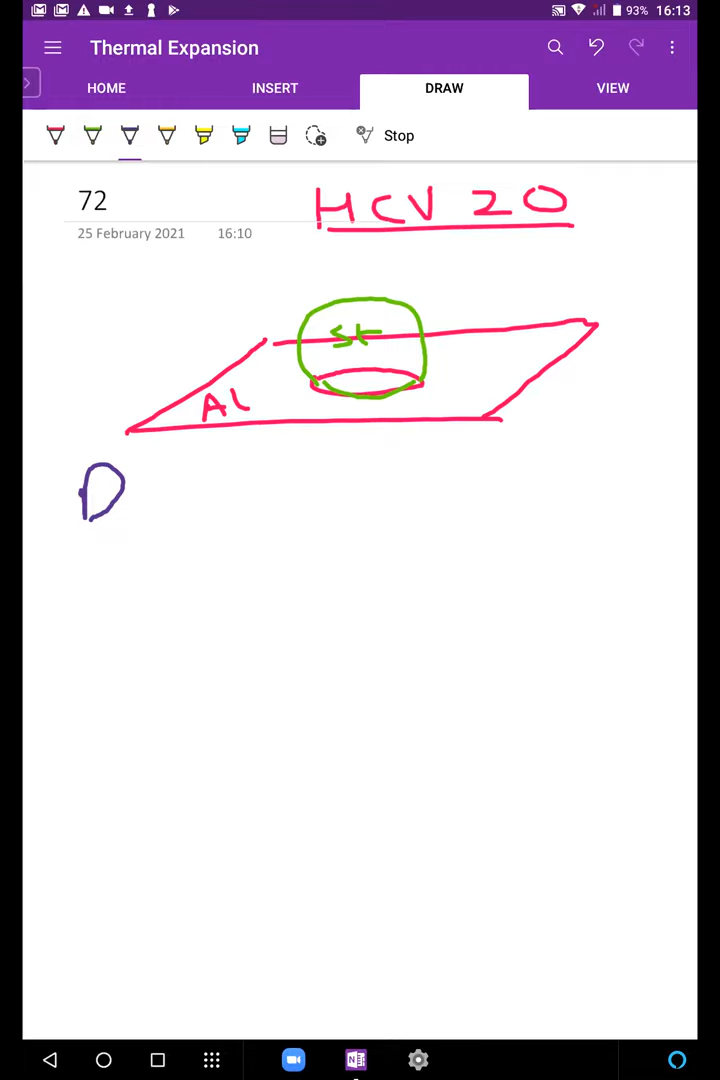 93% 16:13
Thermal Expansion
HOME INSERT DRAW VIEW
Stop
72
HCV 20
25 February 2021 16:10
St
Al
D